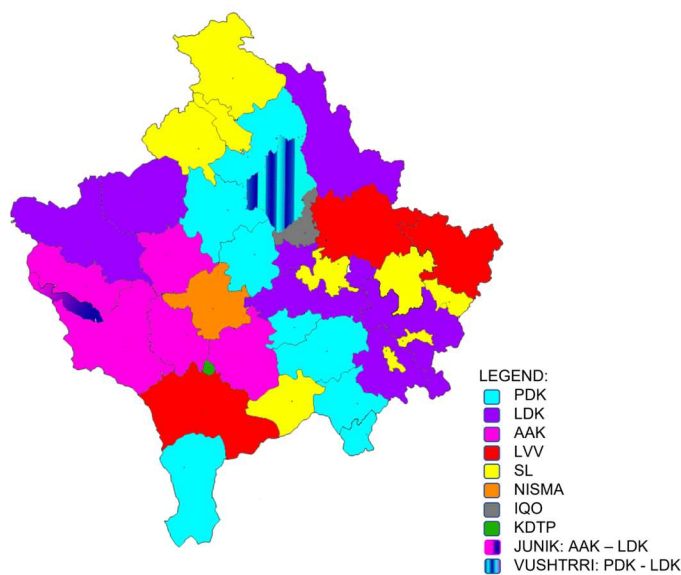 LEGEND:
PDK
LDK
AAK
LVV
SL
NISMA
IQO
KDTP
JUNIK: AAK – LDK
VUSHTRRI: PDK - LDK